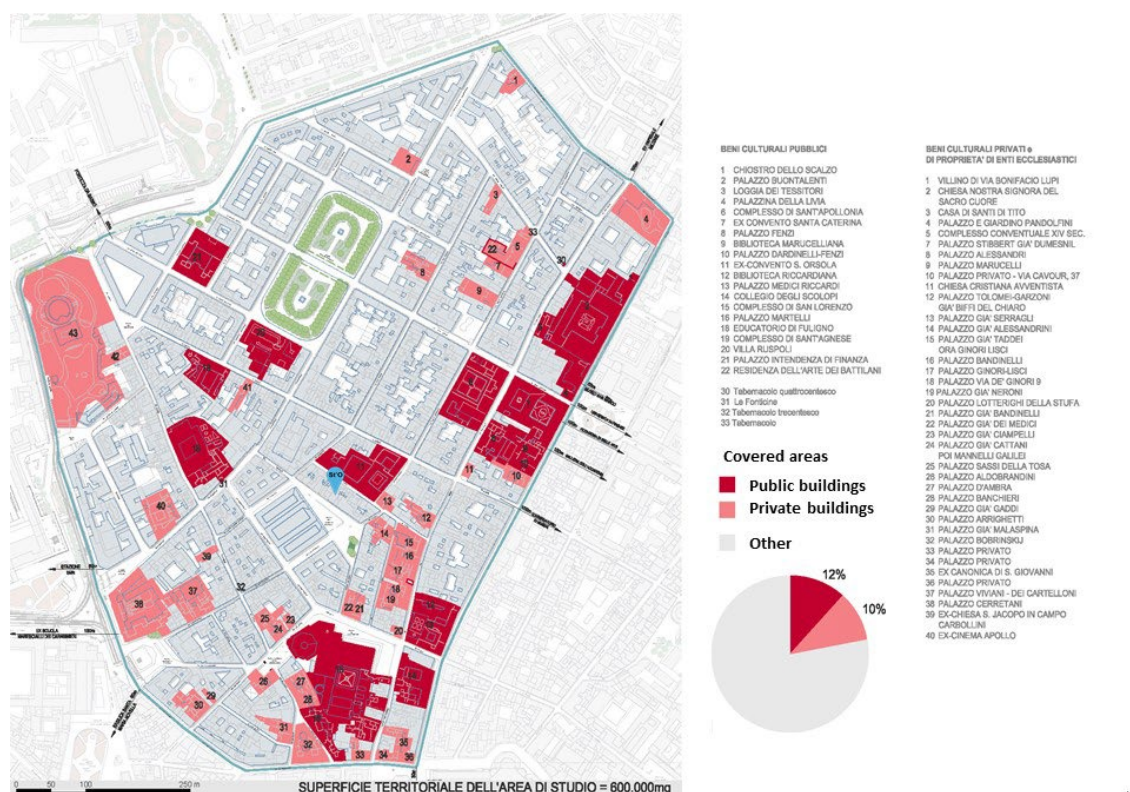 SUPERFICIE TERRITORIALE DELL'AREA DI STUDIO = 600.000mq
0 50 100 250 m
St'O
BENI CULTURALI PUBBLICI
1 CHIOSTRO DELLO SCALZO
2 PALAZZO BUONTALENTI
3 LOGGIA DEI TESSITORI
4 PALAZZINA DELLA LIVIA
6 COMPLESSO DI SANT'APOLLONIA
7 EX CONVENTO SANTA CATERINA
8 PALAZZO FENZI
9 BIBLIOTECA MARUCELLIANA
10 PALAZZO DARDINELLI-FENZI
11 EX-CONVENTO S. ORSOLA
12 BIBLIOTECA RICCARDIANA
13 PALAZZO MEDICI RICCARDI
14 COLLEGIO DEGLI SCOLOPI
15 COMPLESSO DI SAN LORENZO
16 PALAZZO MARTELLI
18 EDUCATORIO DI FULIGNO
19 COMPLESSO DI SANT'AGNESE
20 VILLA RUSPOLI
21 PALAZZO INTENDENZA DI FINANZA
22 RESIDENZA DELL'ARTE DEI BATTILANI
30 Tabernacolo quattrocentesco
31 Le Fonticine
32 Tabernacolo trecentesco
33 Tabernacolo
BENI CULTURALI PRIVATI e
DI PROPRIETA' DI ENTI ECCLESIASTICI
1 VILLINO DI VIA BONIFACIO LUPI
2 CHIESA NOSTRA SIGNORA DEL
SACRO CUORE
3 CASA DI SANTI DI TITO
4 PALAZZO E GIARDINO PANDOLFINI
5 COMPLESSO CONVENTUALE XIV SEC.
7 PALAZZO STIBBERT GIA' DUMESNIL
8 PALAZZO ALESSANDRI
9 PALAZZO MARUCELLI
10 PALAZZO PRIVATO - VIA CAVOUR, 37
11 CHIESA CRISTIANA AVVENTISTA
12 PALAZZO TOLOMEI-GARZONI
GIA' BIFFI DEL CHIARO
13 PALAZZO GIA' SERRAGLI
14 PALAZZO GIA' ALESSANDRINI
15 PALAZZO GIA' TADDEI
ORA GINORI LISCI
16 PALAZZO BANDINELLI
17 PALAZZO GINORI-LISCI
18 PALAZZO VIA DE' GINORI 9
19 PALAZZO GIA' NERONI
20 PALAZZO LOTTERIGHI DELLA STUFA
21 PALAZZO GIA' BANDINELLI
22 PALAZZO GIA' DEI MEDICI
23 PALAZZO GIA' CIAMPELLI
24 PALAZZO GIA' CATTANI
POI MANNELLI GALILEI
25 PALAZZO SASSI DELLA TOSA
26 PALAZZO ALDOBRANDINI
27 PALAZZO D'AMBRA
28 PALAZZO BANCHIERI
29 PALAZZO GIA' GADDI
30 PALAZZO ARRIGHETTI
31 PALAZZO GIA' MALASPINA
32 PALAZZO BOBRINSKIJ
33 PALAZZO PRIVATO
34 PALAZZO PRIVATO
35 EX CANONICA DI S. GIOVANNI
36 PALAZZO PRIVATO
37 PALAZZO VIVIANI - DEI CARTELLONI
38 PALAZZO CERRETANI
39 EX-CHIESA S. JACOPO IN CAMPO
CARBOLLINI
40 EX-CINEMA APOLLO
Covered areas
Public buildings
Private buildings
Other
12%
10%